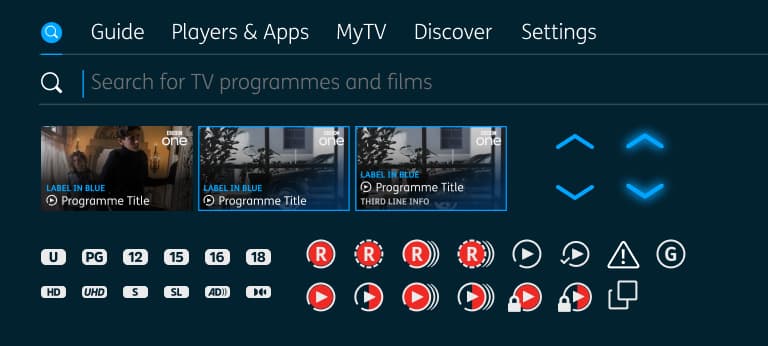 Guide Players & Apps MyTV Discover Settings
Search for TV programmes and films
BBC one
LABEL IN BLUE
Programme Title
BBC one
LABEL IN BLUE
Programme Title
BBC one
LABEL IN BLUE
Programme Title
THIRD LINE INFO
U PG 12 15 16 18
R R R R G
HD UHD S SL AD))